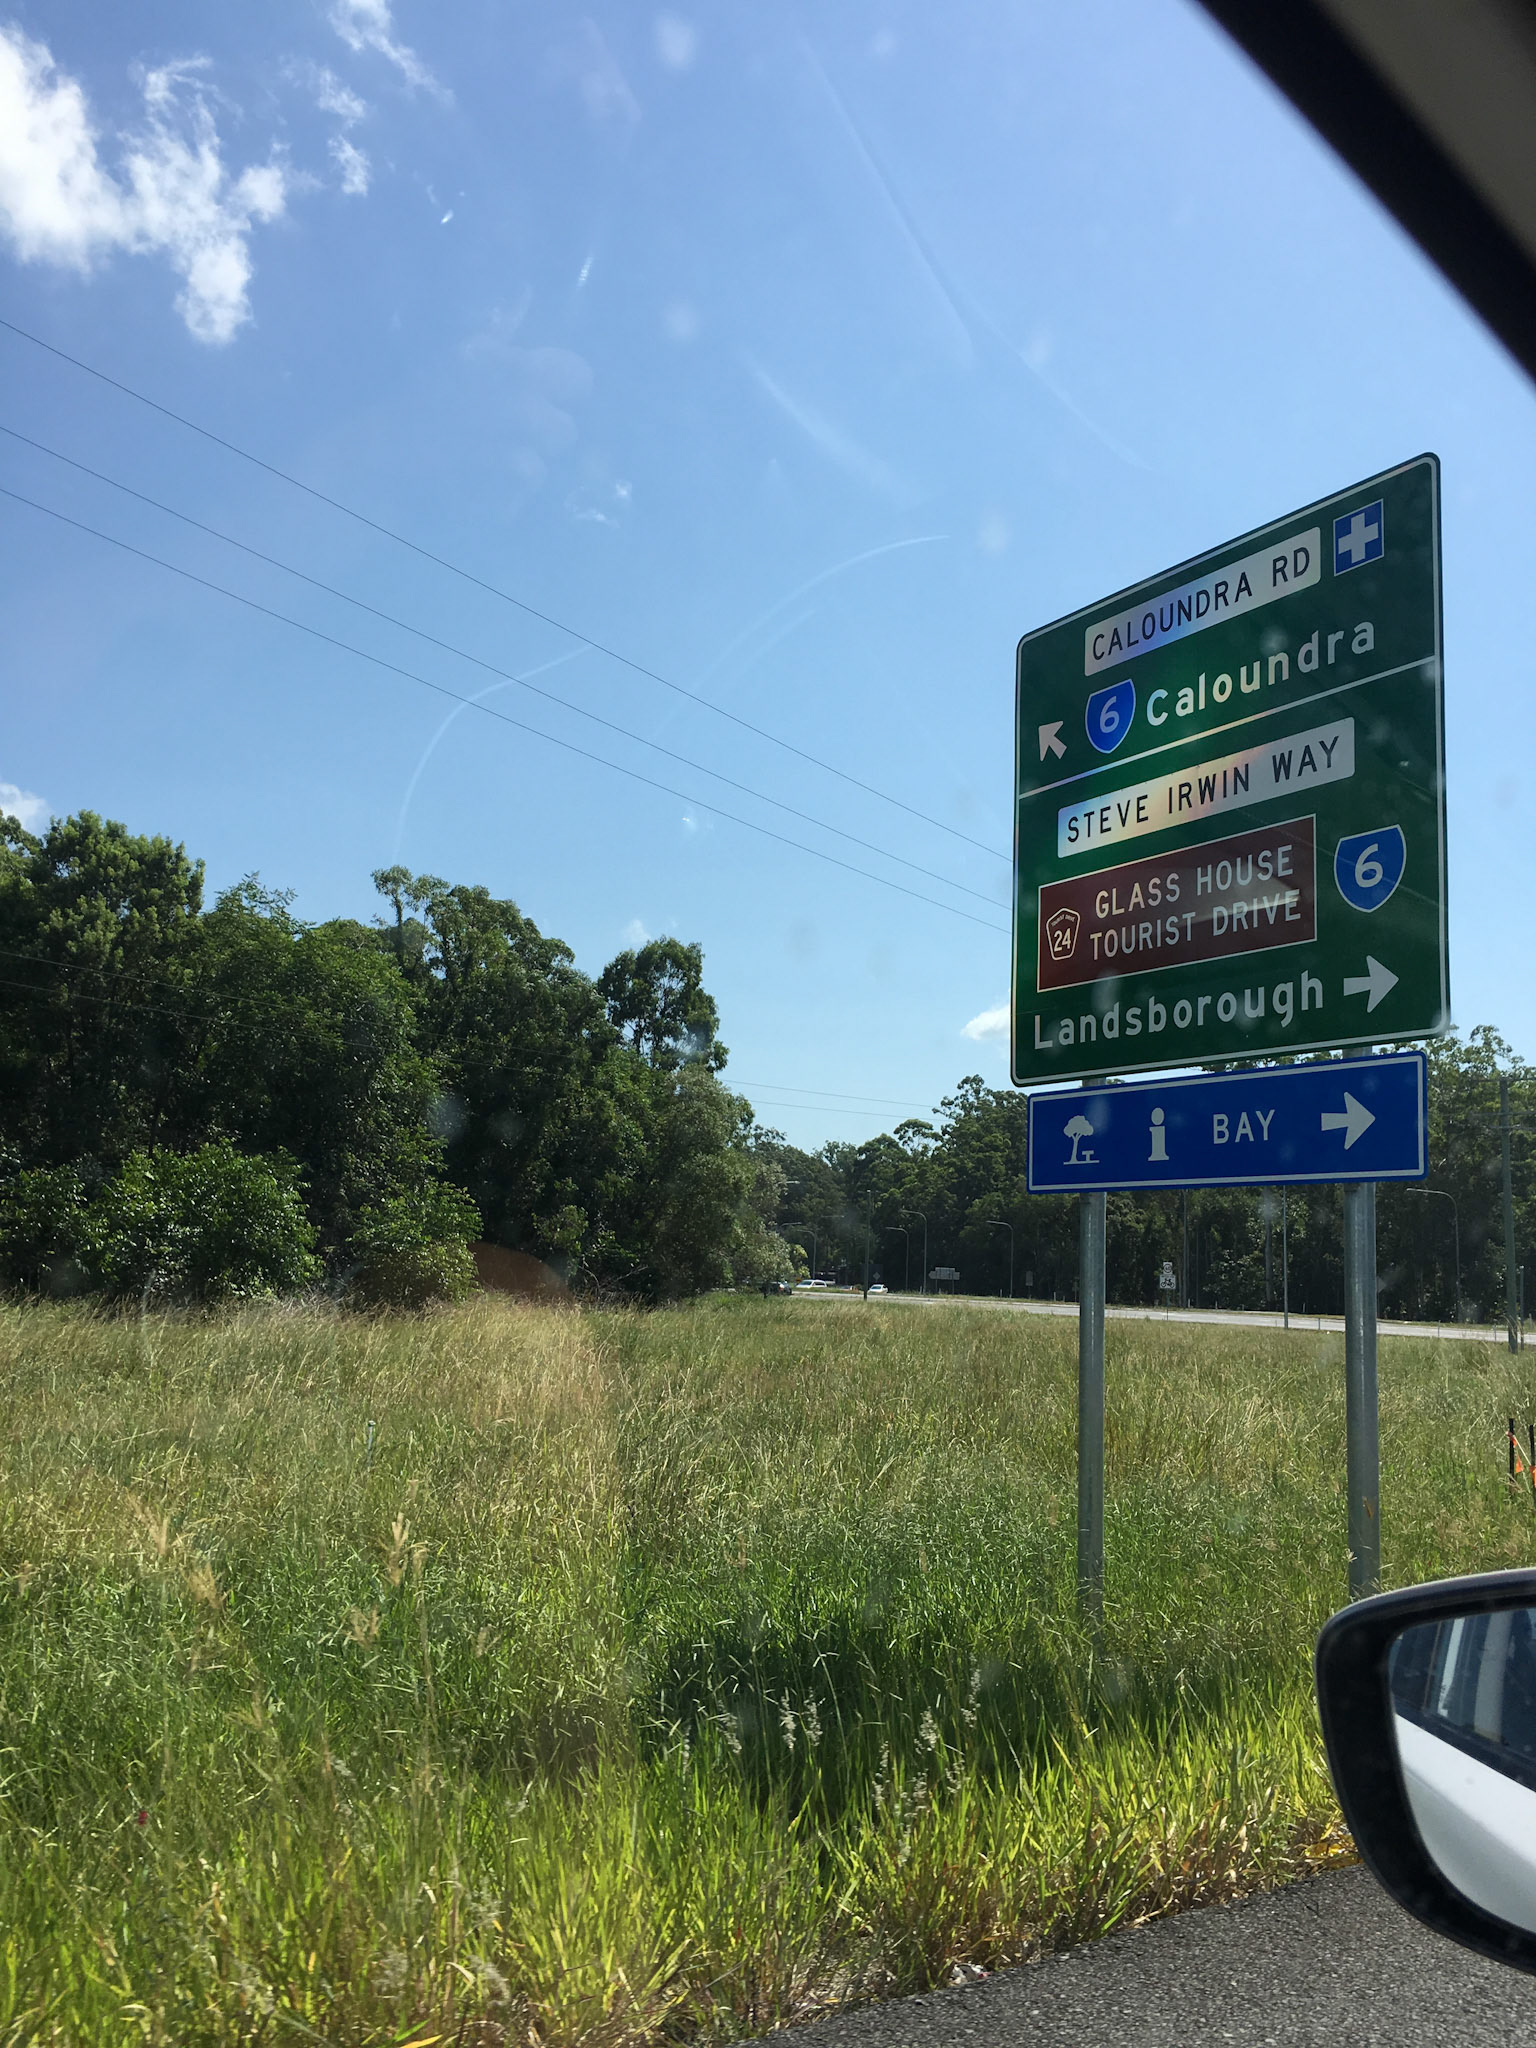 CALOUNDRA RD
6 Caloundra
STEVE IRWIN WAY
GLASS HOUSE
TOURIST DRIVE
24
6
Landsborough
i BAY